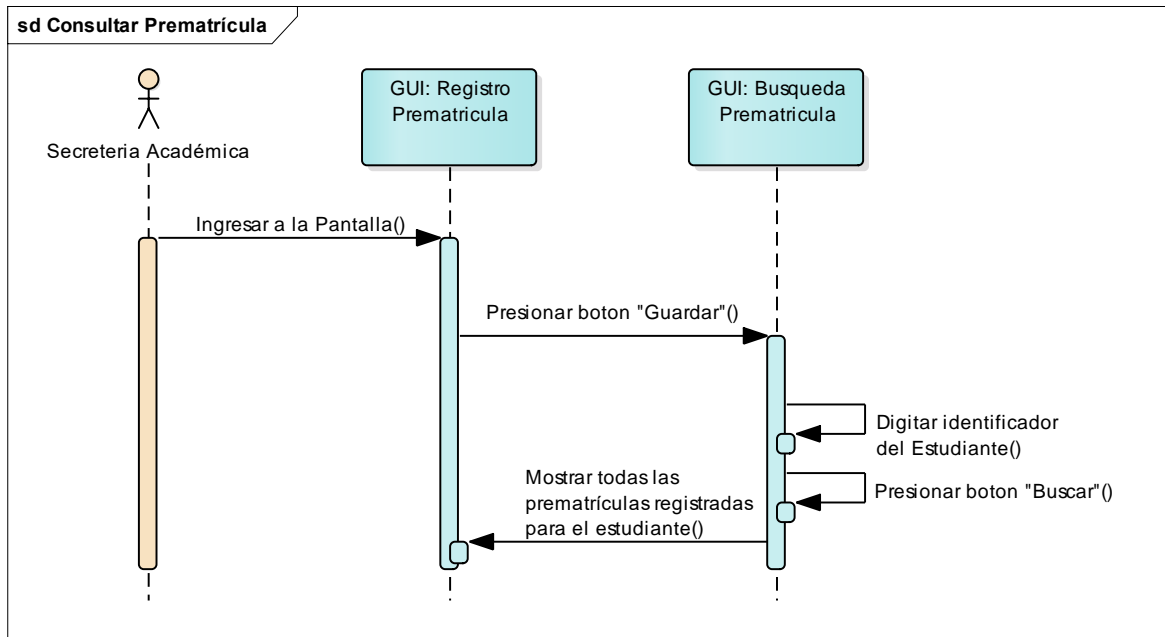 sd Consultar Prematrícula
GUI: Registro
Prematricula
GUI: Busqueda
Prematricula
Secreteria Académica
Ingresar a la Pantalla()
Presionar boton "Guardar"()
Digitar identificador
del Estudiante()
Mostrar todas las
prematrículas registradas
para el estudiante()
Presionar boton "Buscar"()